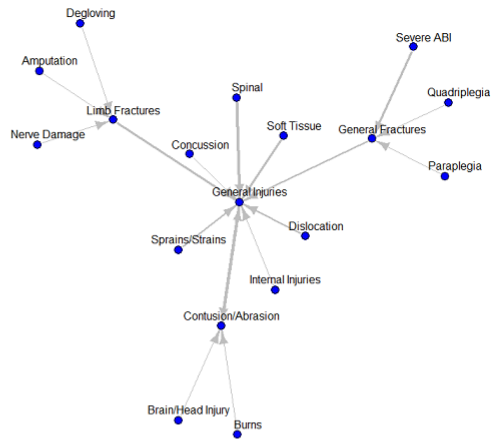 Degloving
Severe ABI
Amputation
Spinal
Quadriplegia
Limb Fractures
Soft Tissue
General Fractures
Nerve Damage
Concussion
Paraplegia
General Injuries
Dislocation
Sprains/Strains
Internal Injuries
Contusion/Abrasion
Brain/Head Injury
Burns